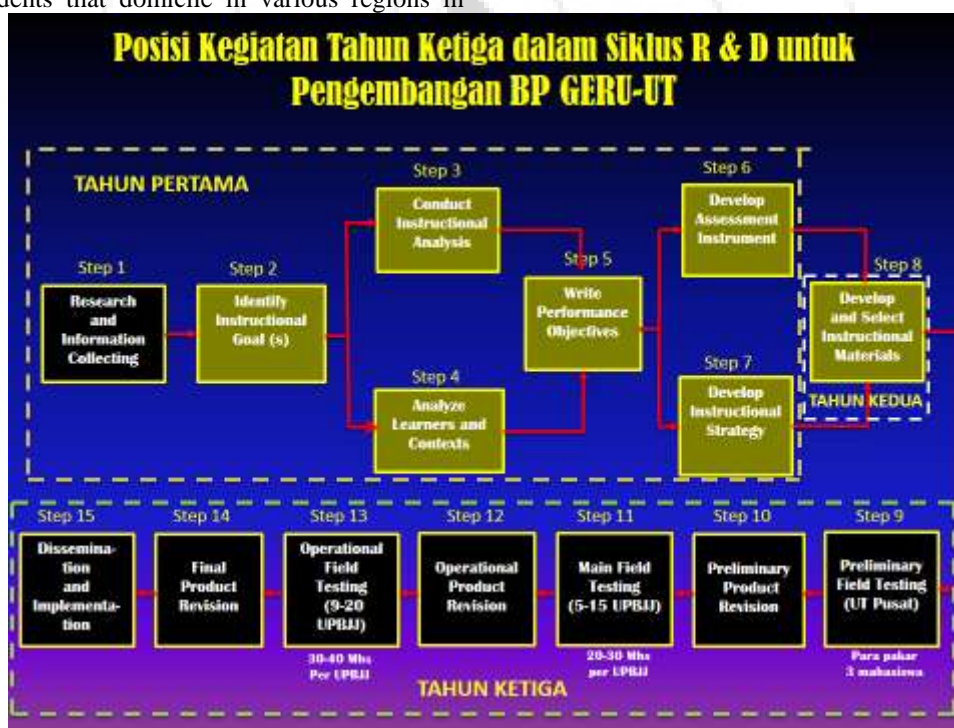 dents that domicile in various regions in
Posisi Kegiatan Tahun Ketiga dalam Siklus R & D untuk
Pengembangan BP GERU-UT
TAHUN PERTAMA
Step 1
Research
and
Information
Collecting
Step 2
Identify
Instructional
Goal (s)
Step 3
Conduct
Instructional
Analysis
Step 4
Analyze
Learners and
Contexts
Step 5
Write
Performance
Objectives
Step 6
Develop
Assessment
Instrument
Step 7
Develop
Instructional
Strategy
Step 8
Develop
and Select
Instructional
Materials
TAHUN KEDUA
Step 15
Dissemina-
tion
and
Implementa-
tion
Step 14
Final
Product
Revision
Step 13
Operational
Field
Testing
(9-20
UPBJJ)
30-40 Mhs
Per UPBJJ
Step 12
Operational
Product
Revision
Step 11
Main Field
Testing
(5-15 UPBJJ)
20-30 Mhs
per UPBJJ
Step 10
Preliminary
Product
Revision
Step 9
Preliminary
Field Testing
(UT Pusat)
Para pakar
3 mahasiswa
TAHUN KETIGA